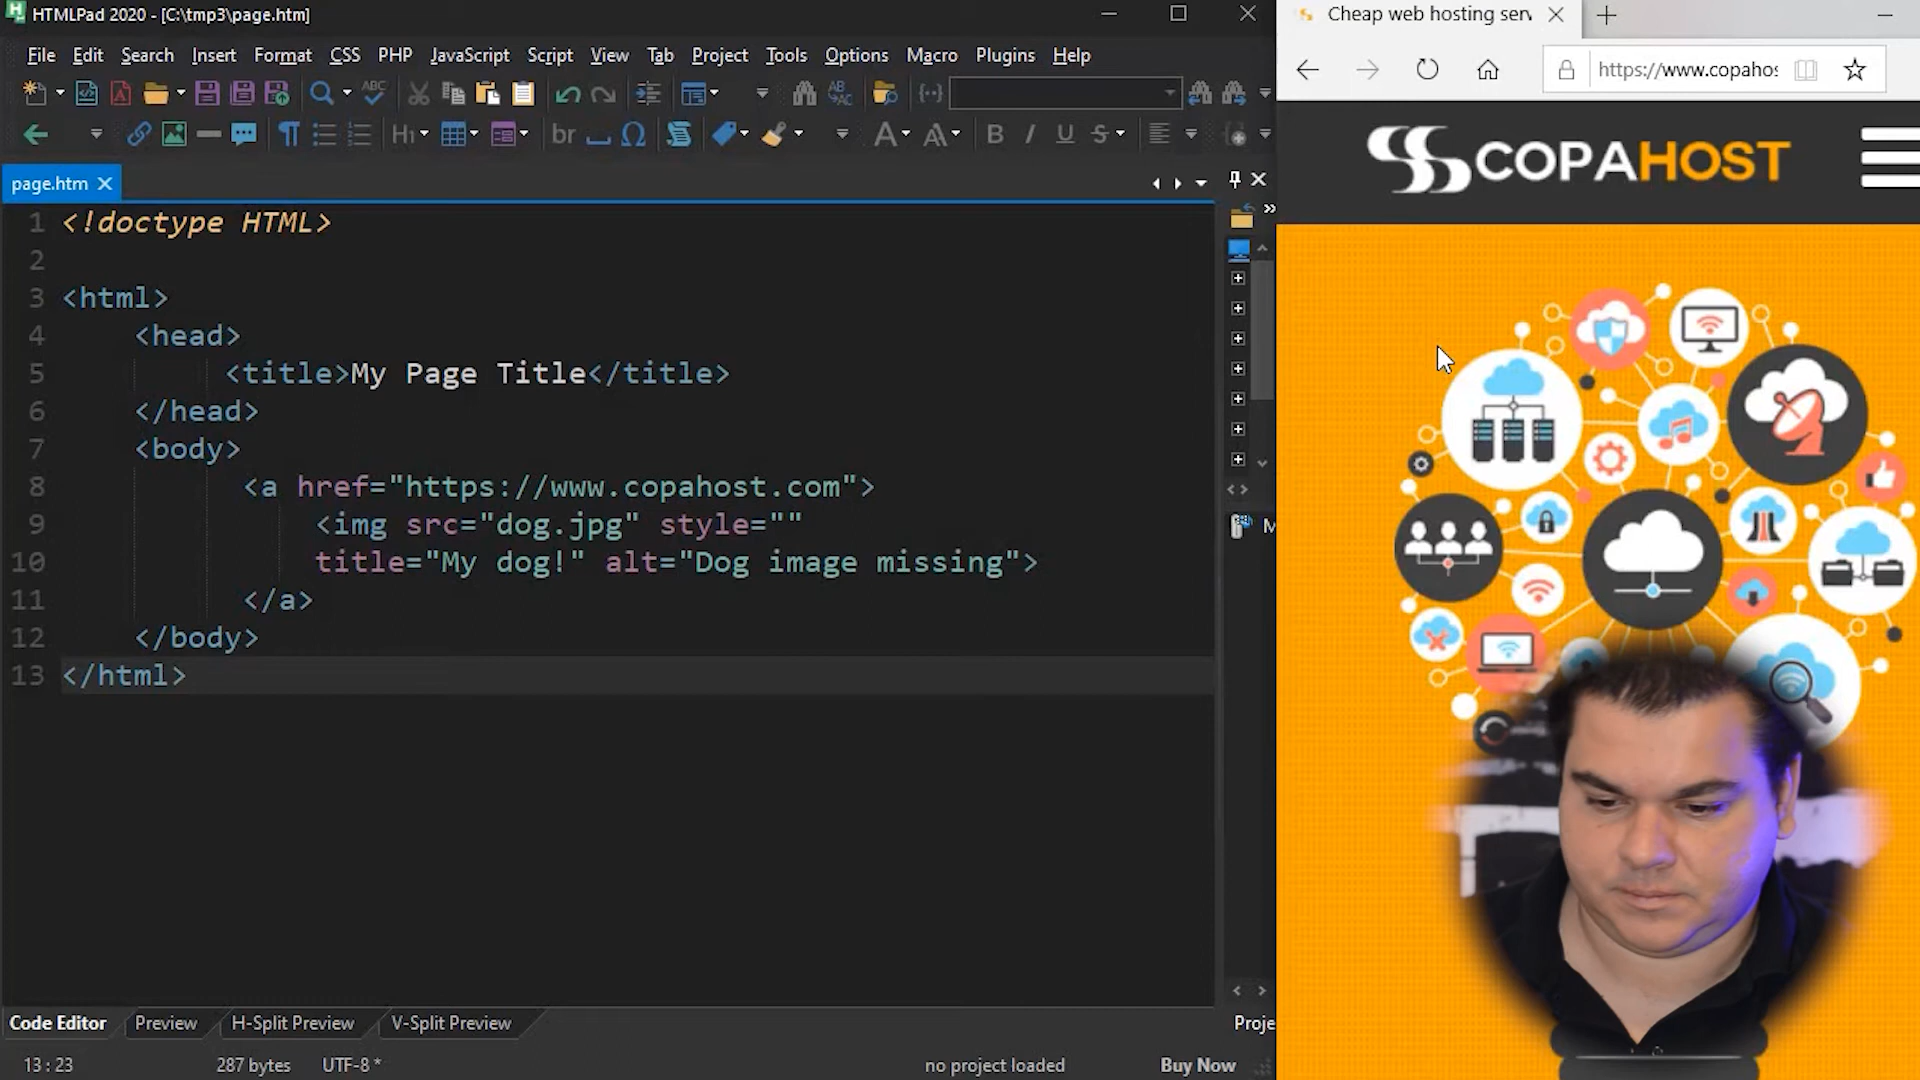 HTMLPad 2020 - [C:\tmp3\page.htm]
File Edit Search Insert Format CSS PHP JavaScript Script View Tab Project Tools Options Macro Plugins Help
ABC
H1 br A A B I U S
page.htm
1 <!doctype HTML>
2
3 <html>
4 <head>
5 <title>My Page Title</title>
6 </head>
7 <body>
8 <a href="https://www.copahost.com">
9 <img src="dog.jpg" style=""
10 title="My dog!" alt="Dog image missing">
11 </a>
12 </body>
13 </html>
M
Code Editor Preview H-Split Preview V-Split Preview
Proje
13 : 23 287 bytes UTF-8 * no project loaded Buy Now
Cheap web hosting serv
https://www.copahos
COPAHOST